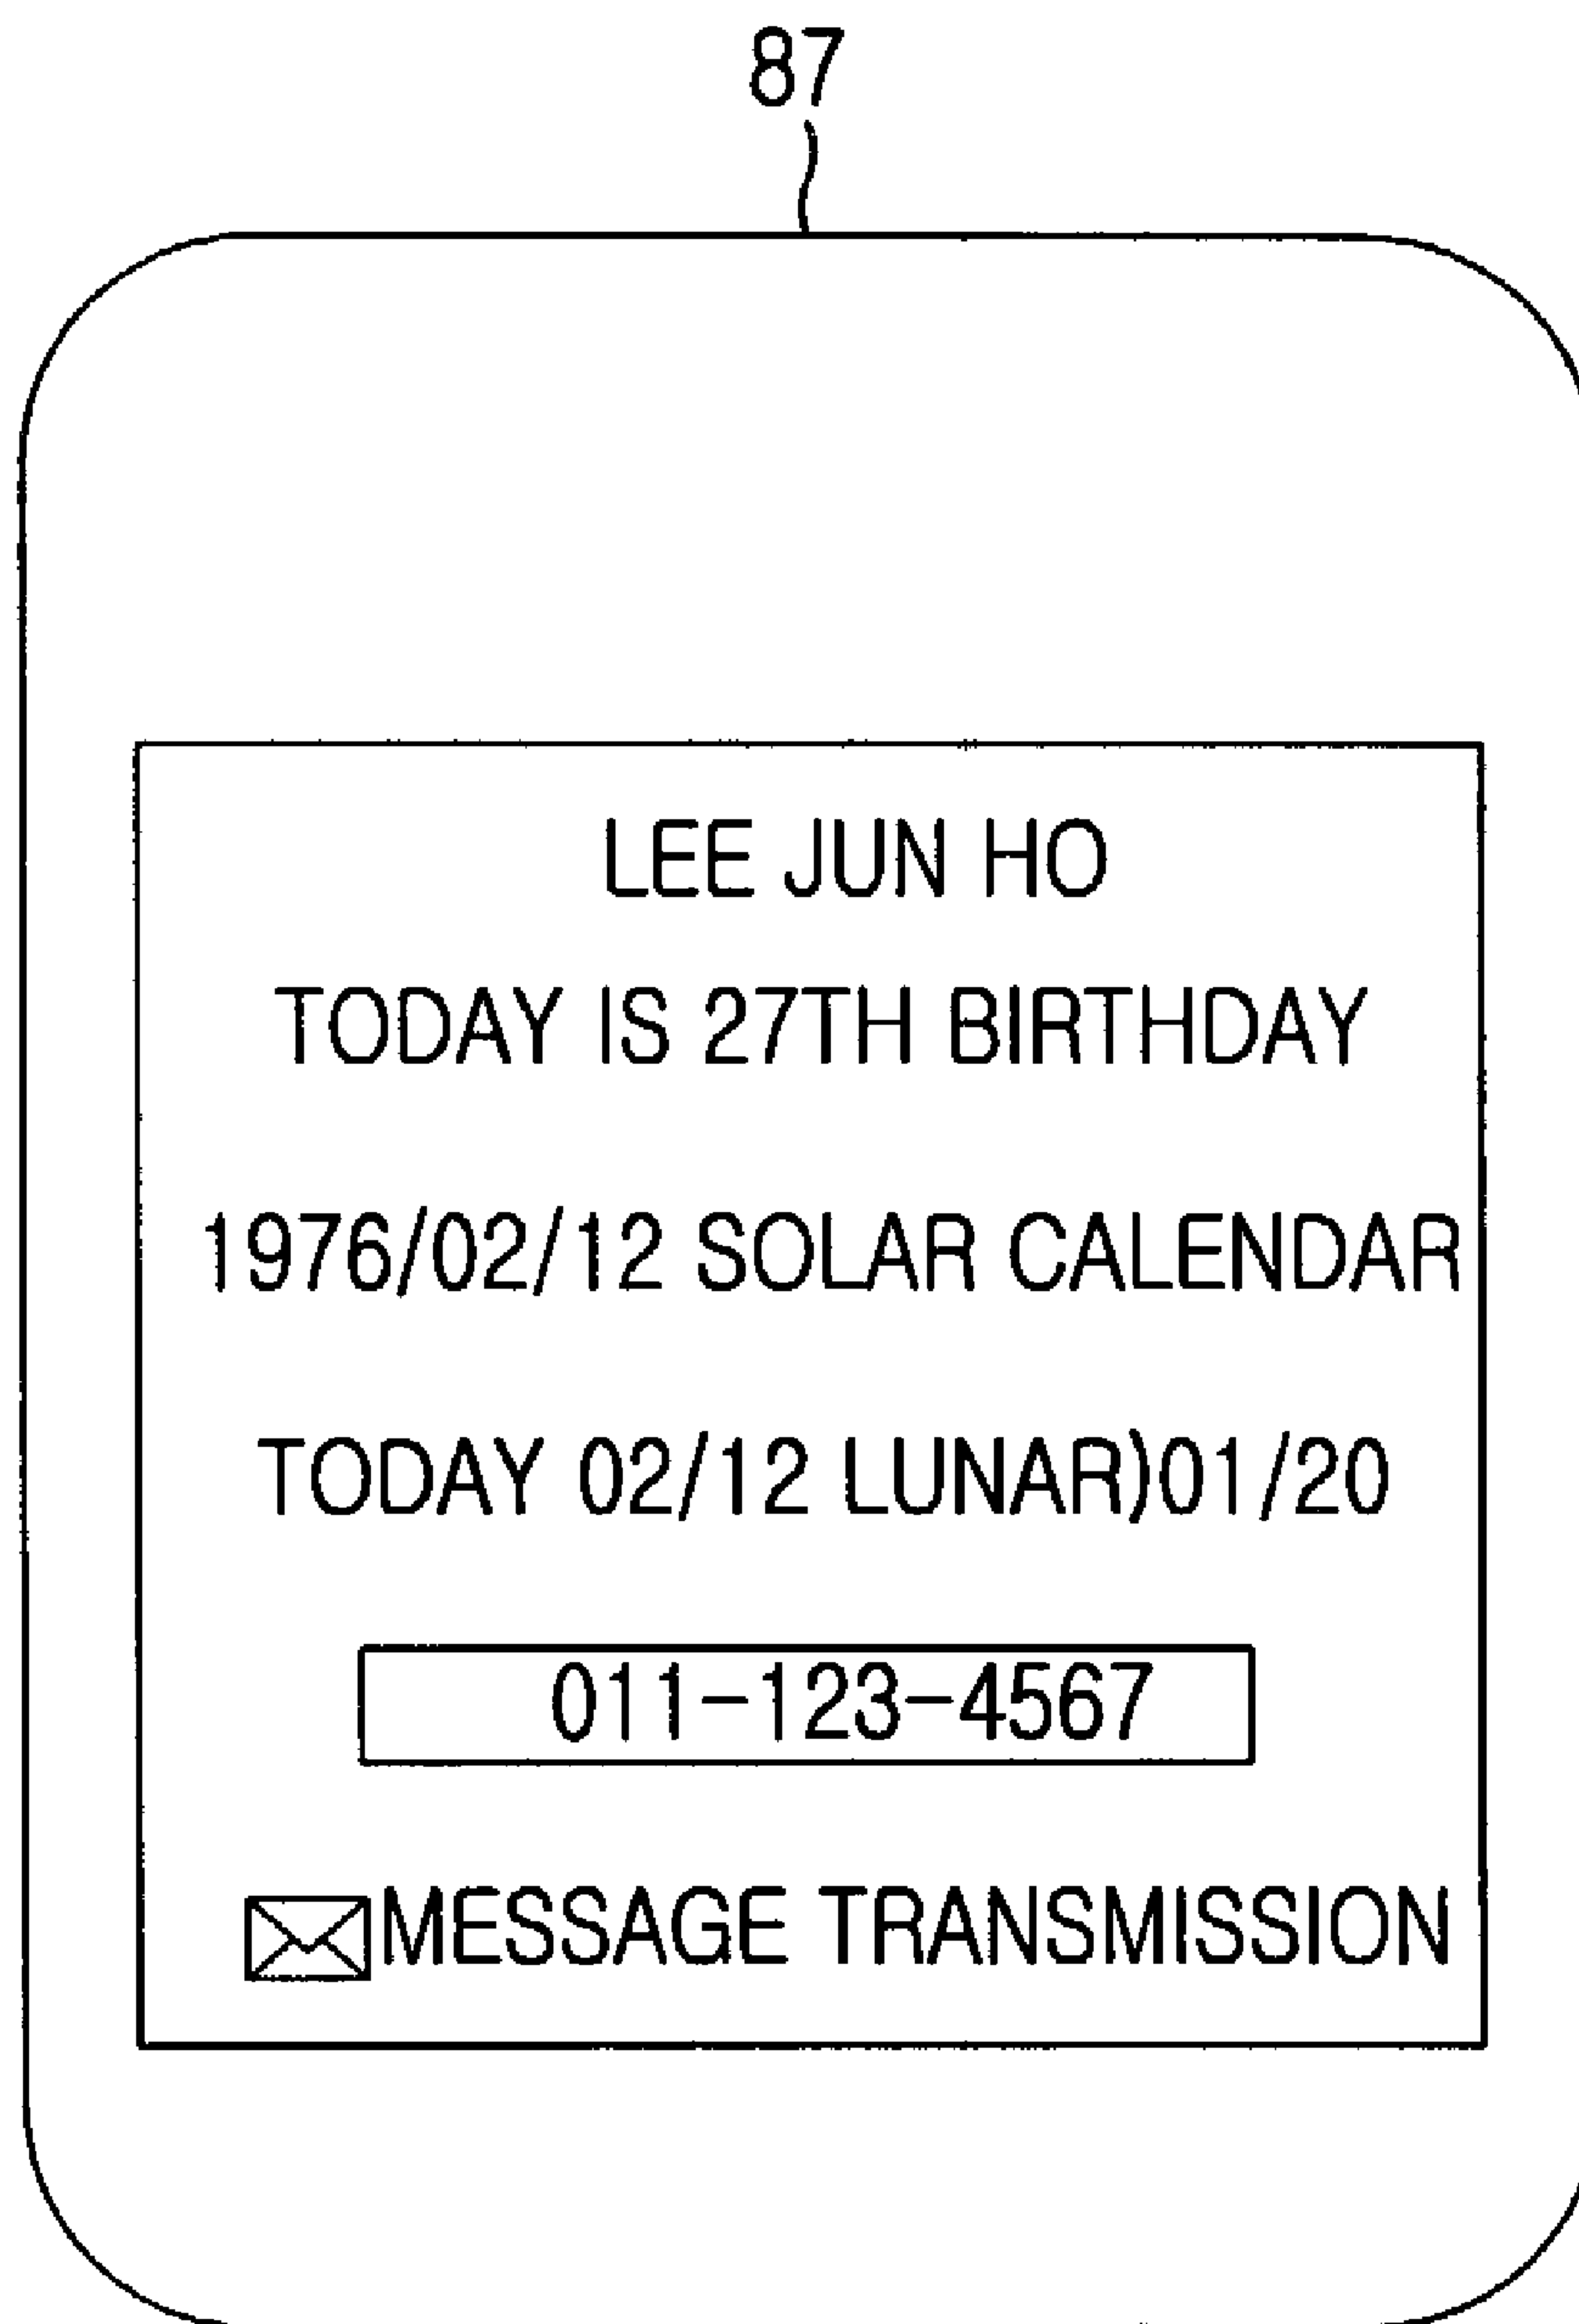 87
LEE JUN HO
TODAY IS 27TH BIRTHDAY
1976/02/12 SOLAR CALENDAR
TODAY 02/12 LUNAR)01/20
011-123-4567
MESSAGE TRANSMISSION